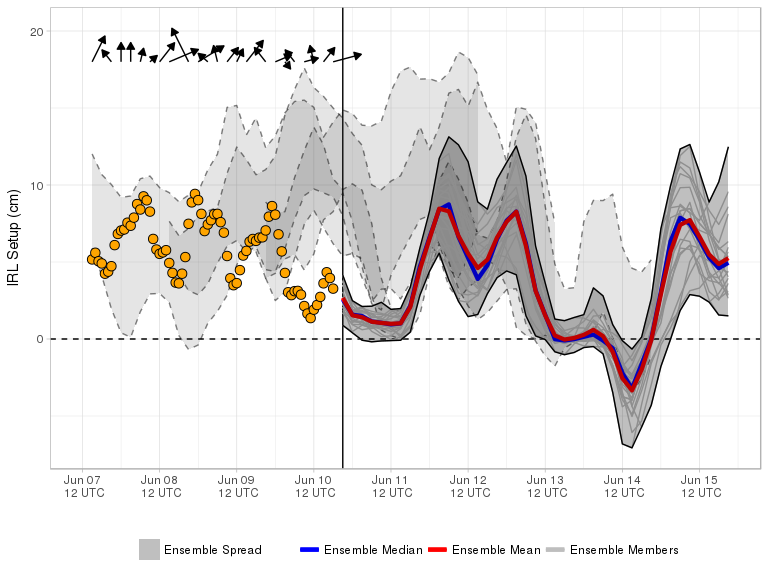 IRL Setup (cm)
20
10
0
Jun 07 Jun 08 Jun 09 Jun 10 Jun 11 Jun 12 Jun 13 Jun 14 Jun 15
12 UTC 12 UTC 12 UTC 12 UTC 12 UTC 12 UTC 12 UTC 12 UTC 12 UTC
Ensemble Spread Ensemble Median Ensemble Mean Ensemble Members